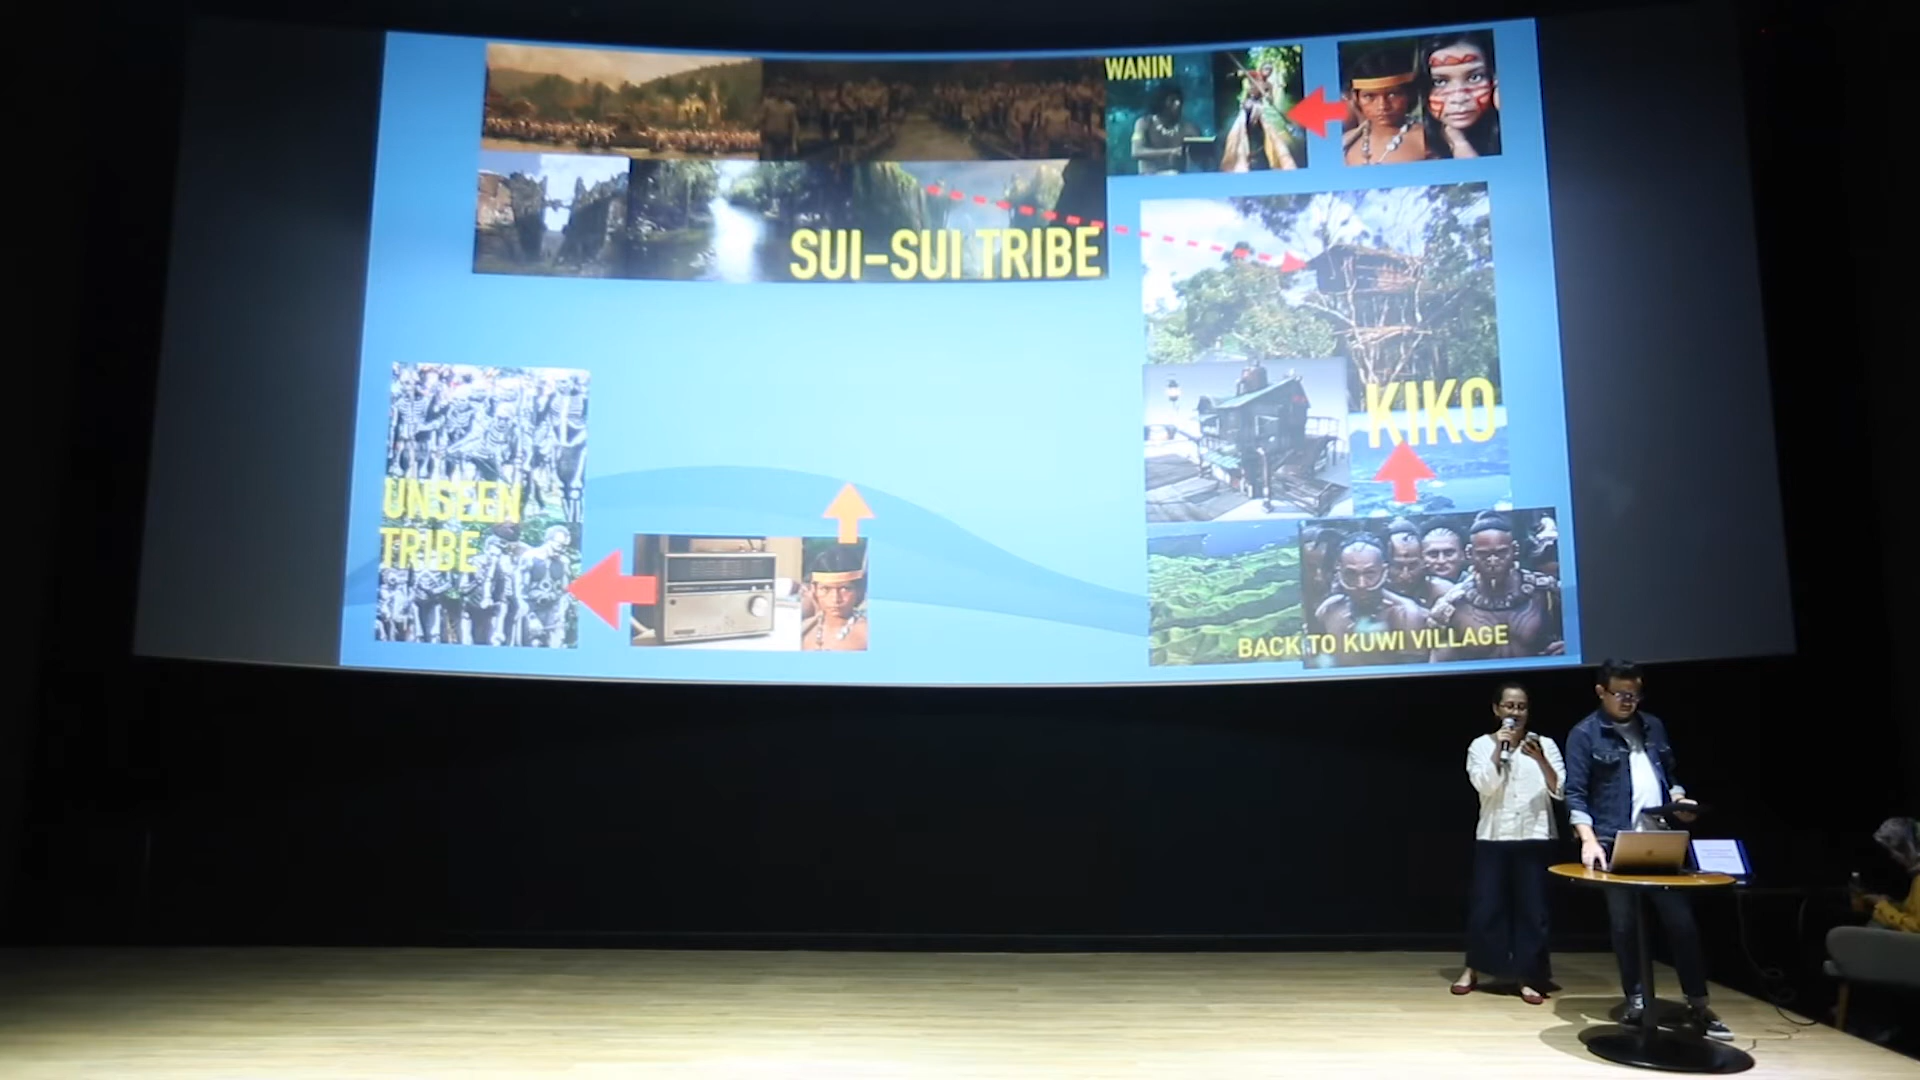 WANIN
SUI-SUI TRIBE
KIKO
UNSEEN
TRIBE
BACK TO KUWI VILLAGE